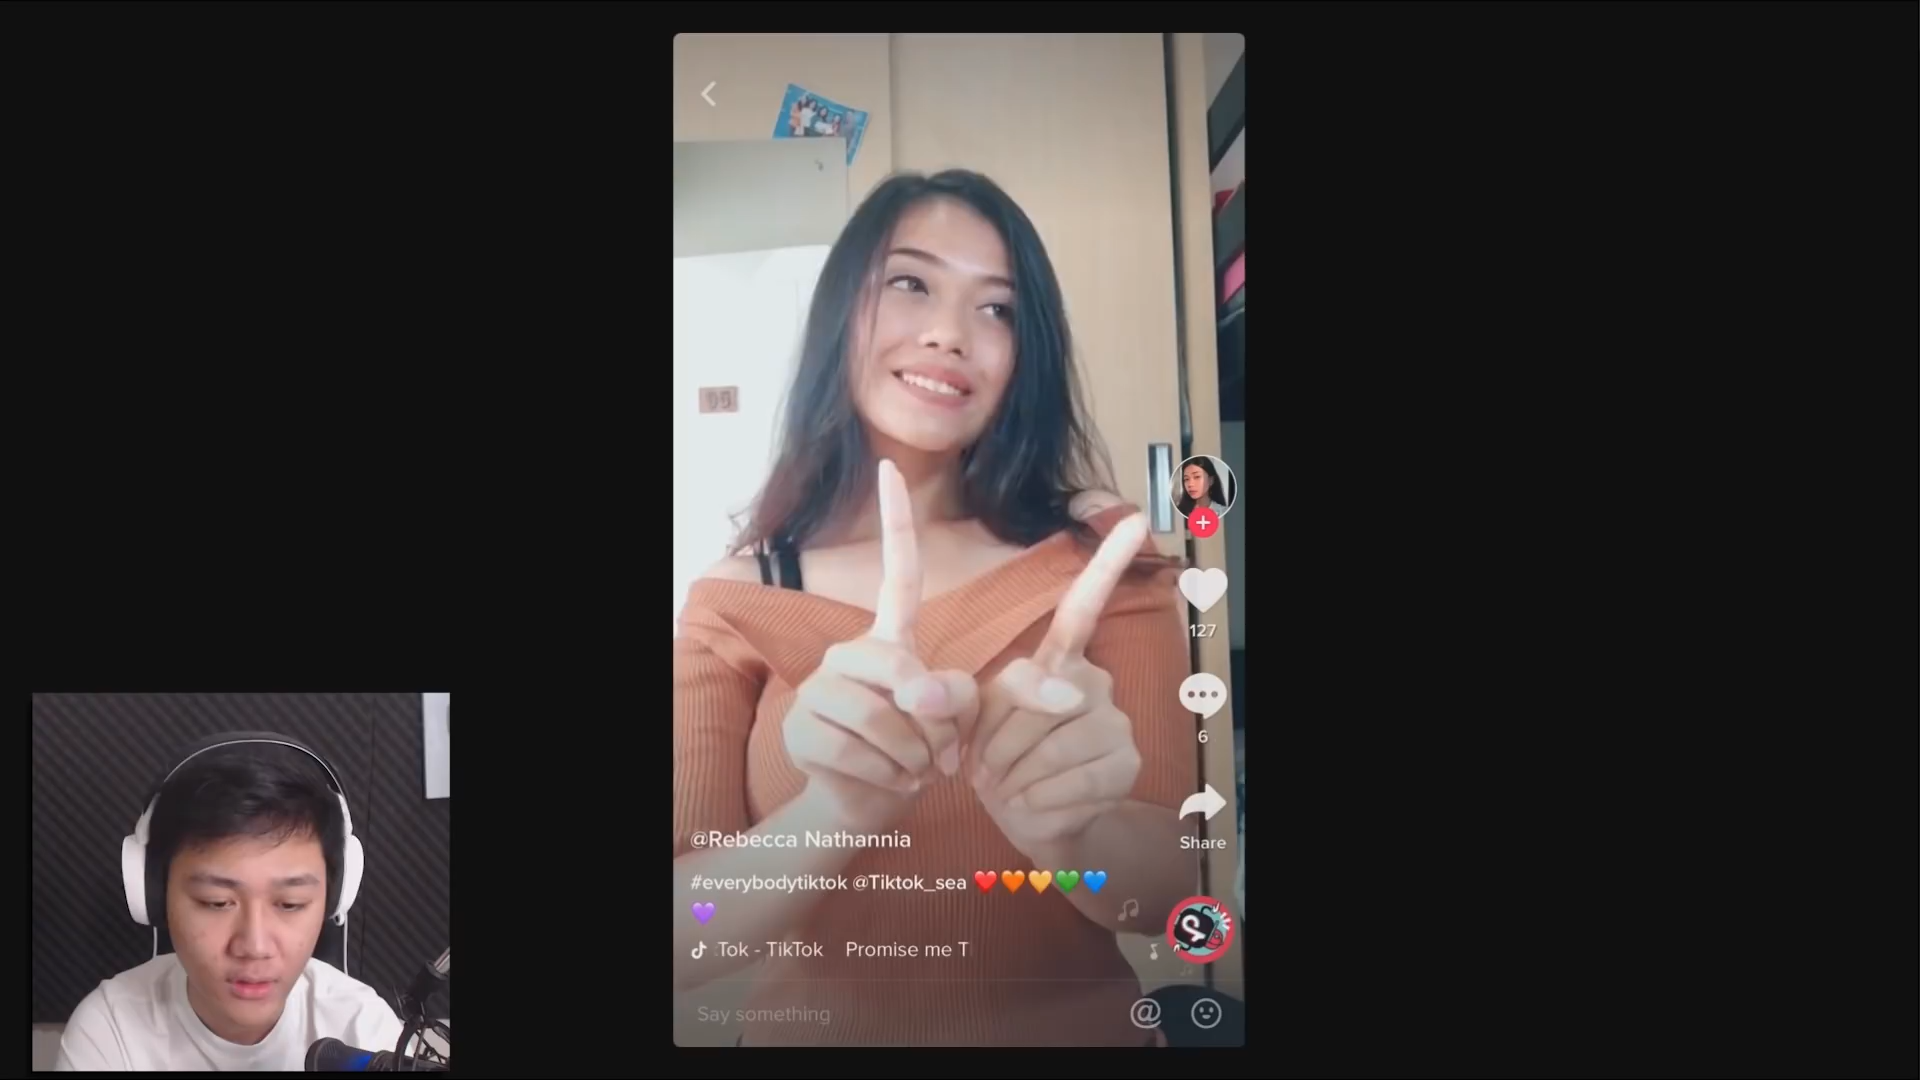 127
6
Share
@Rebecca Nathannia
#everybodytiktok @Tiktok_sea ❤️🧡💛💚💙
💜
Tok - TikTok Promise me T
Say something